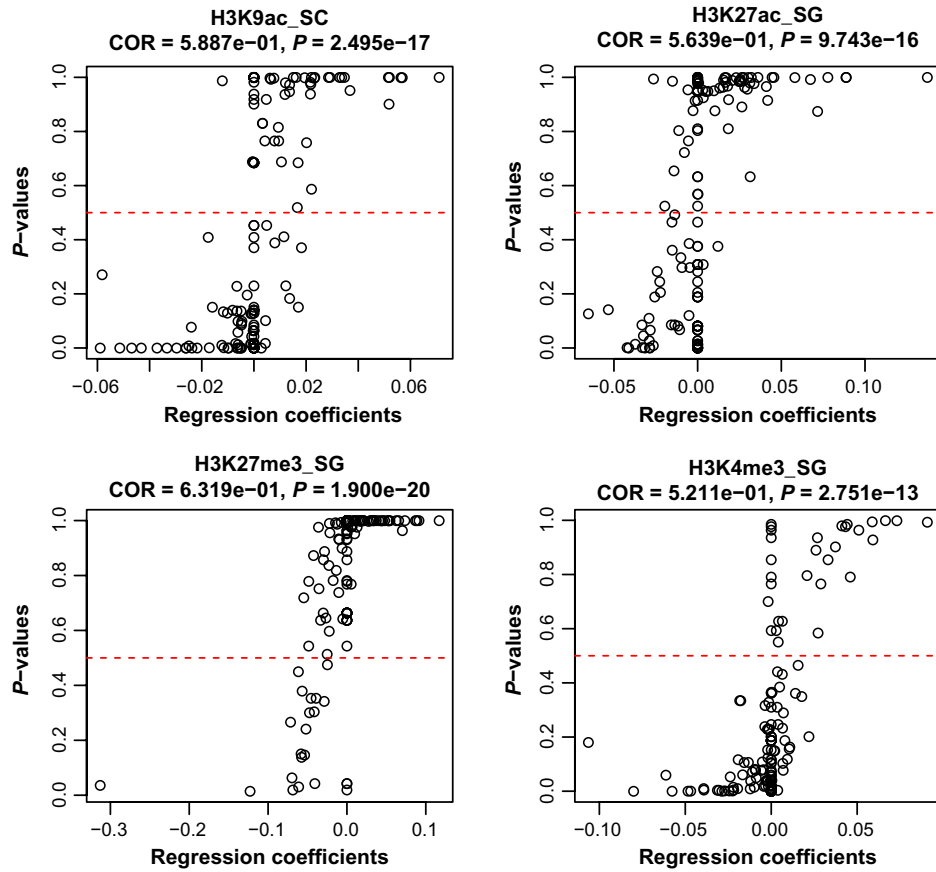 H3K9ac_SC
COR = 5.887e−01, P = 2.495e−17
P−values
1.0
0.8
0.6
0.4
0.2
0.0
−0.06
−0.02
0.02
0.06
Regression coefficients
H3K27ac_SG
COR = 5.639e−01, P = 9.743e−16
P−values
1.0
0.8
0.6
0.4
0.2
0.0
−0.05
0.00
0.05
0.10
Regression coefficients
H3K27me3_SG
COR = 6.319e−01, P = 1.900e−20
P−values
1.0
0.8
0.6
0.4
0.2
0.0
−0.3
−0.2
−0.1
0.0
0.1
Regression coefficients
H3K4me3_SG
COR = 5.211e−01, P = 2.751e−13
P−values
1.0
0.8
0.6
0.4
0.2
0.0
−0.10
−0.05
0.00
0.05
Regression coefficients